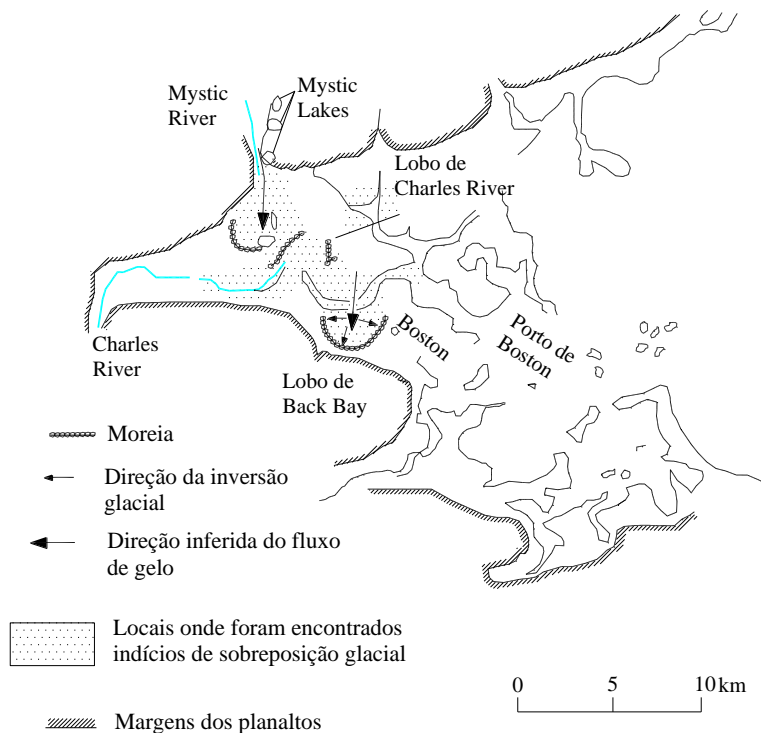 Mystic
River
Mystic
Lakes
Lobo de
Charles River
Charles
River
Lobo de
Back Bay
Boston
Porto de
Boston
Moreia
Direção da inversão
glacial
Direção inferida do fluxo
de gelo
Locais onde foram encontrados
indícios de sobreposição glacial
Margens dos planaltos
0 5 10 km